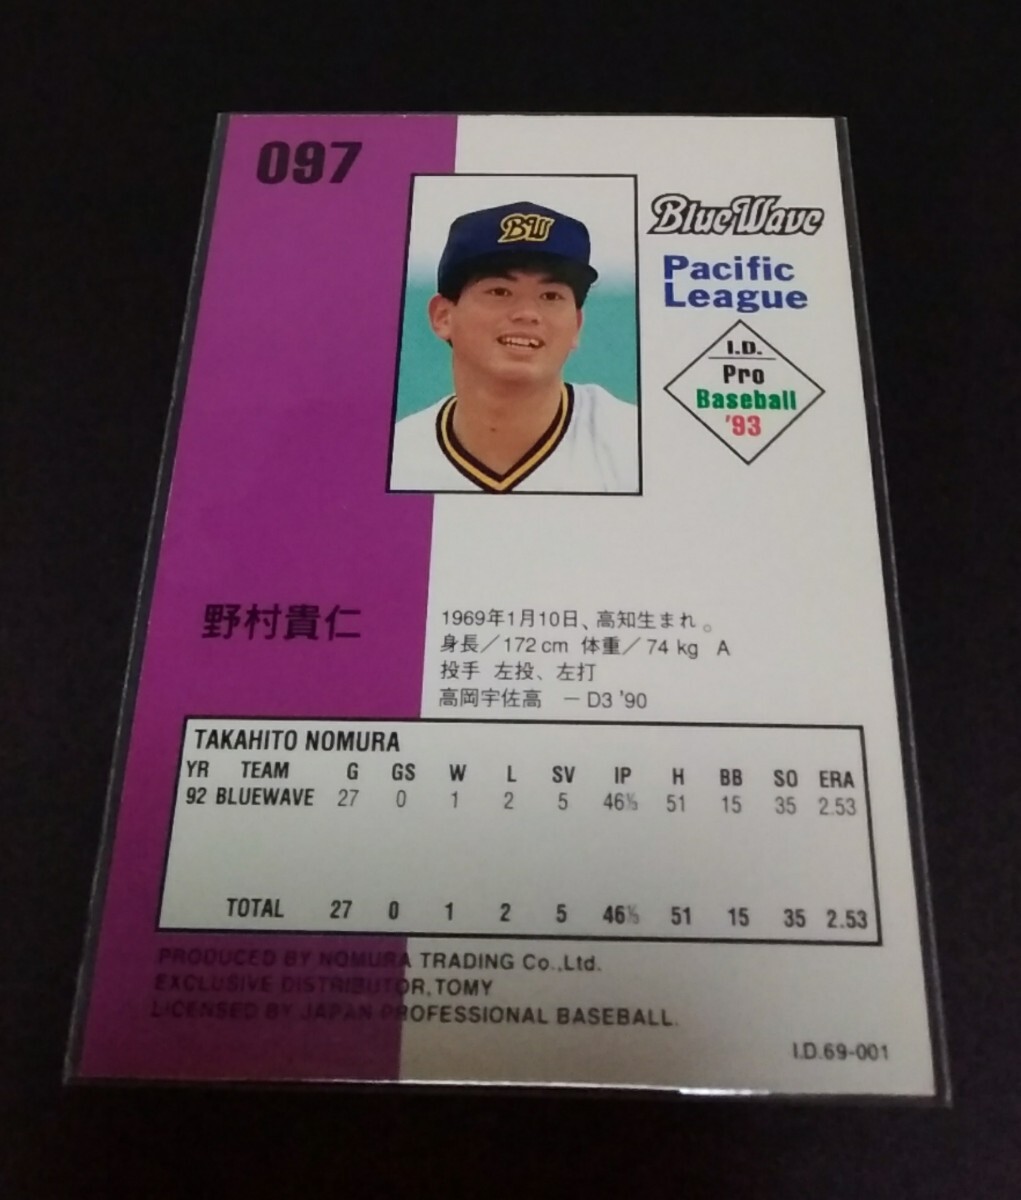 097
BW
BlueWave
Pacific
League
I.D.
Pro
Baseball
'93
野村貴仁
1969年1月10日、高知生まれ。
身長／172cm 体重／74kg A
投手 左投、左打
高岡宇佐高 － D3 '90
TAKAHITO NOMURA
YR TEAM G GS W L SV IP H BB SO ERA
92 BLUEWAVE 27 0 1 2 5 46⅓ 51 15 35 2.53
TOTAL 27 0 1 2 5 46⅓ 51 15 35 2.53
PRODUCED BY NOMURA TRADING Co.,Ltd.
EXCLUSIVE DISTRIBUTOR,TOMY
LICENSED BY JAPAN PROFESSIONAL BASEBALL.
I.D.69-001